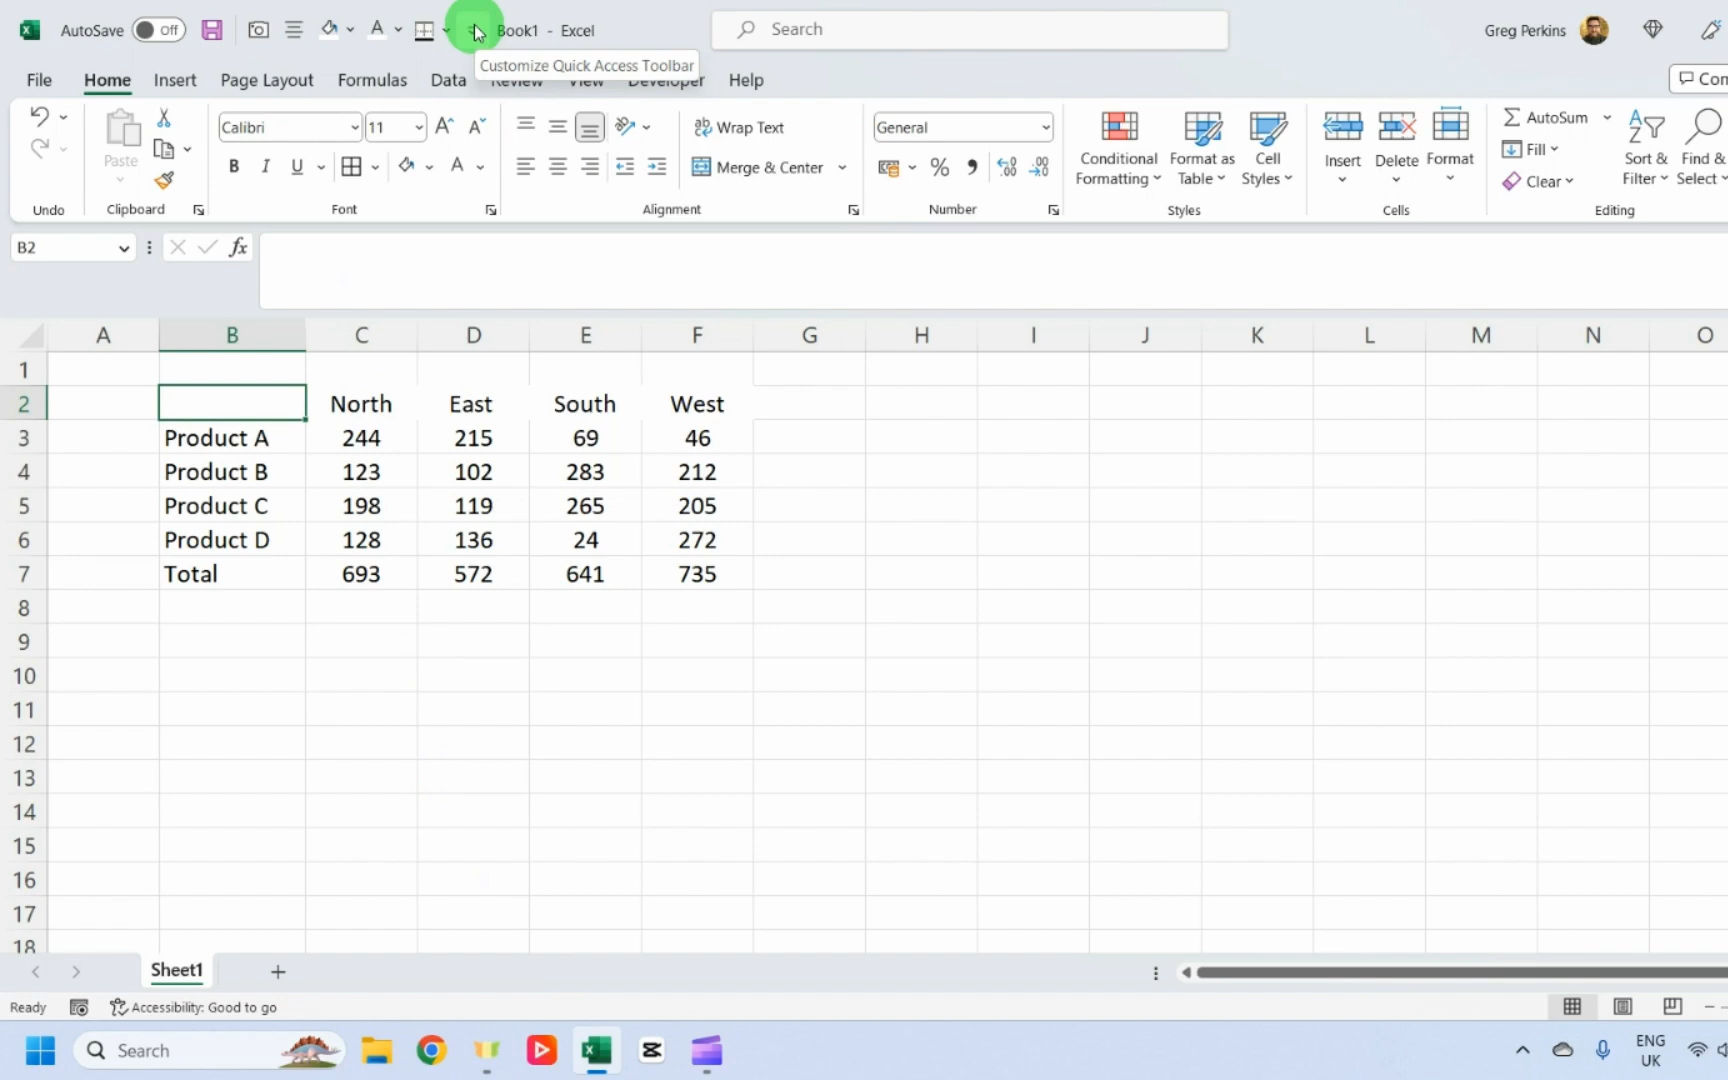 AutoSave Off Book1 - Excel Search Greg Perkins
Customize Quick Access Toolbar
File Home Insert Page Layout Formulas Data Review View Developer Help Com
Calibri 11 Wrap Text General AutoSum
Paste B I U Merge & Center % Conditional Formatting Format as Table Cell Styles Insert Delete Format Fill Sort & Filter Find & Select
Clear
Undo Clipboard Font Alignment Number Styles Cells Editing
B2 fx
A B C D E F G H I J K L M N O
1
2 North East South West
3 Product A 244 215 69 46
4 Product B 123 102 283 212
5 Product C 198 119 265 205
6 Product D 128 136 24 272
7 Total 693 572 641 735
8
9
10
11
12
13
14
15
16
17
18
Sheet1
Ready Accessibility: Good to go
Search ENG
UK